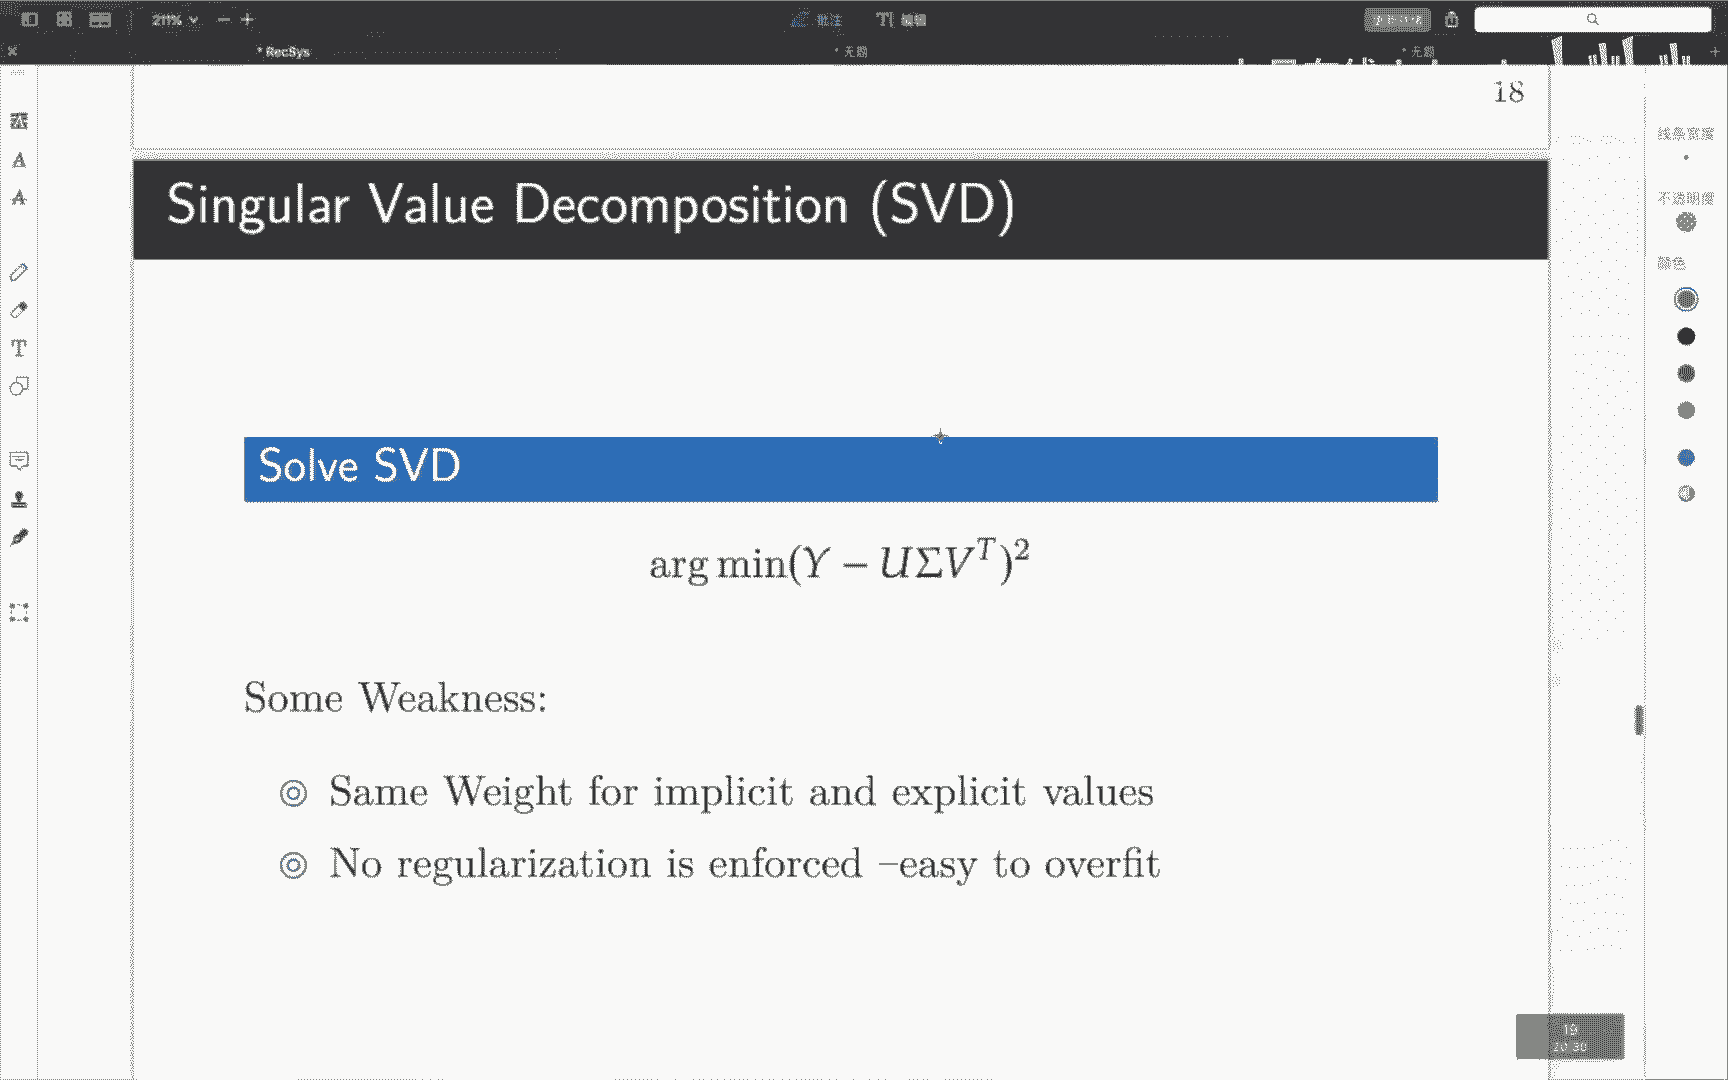 211%
批注
T| 编辑
* RecSys
* 无题
* 无题
18
线条宽度
不透明度
颜色
Singular Value Decomposition (SVD)
Solve SVD
arg min(Y − UΣV^T)^2
Some Weakness:
◎ Same Weight for implicit and explicit values
◎ No regularization is enforced –easy to overfit
19
20:30